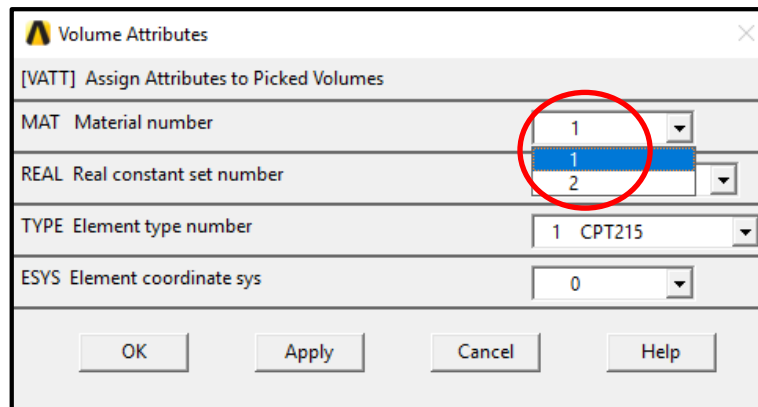 Volume Attributes
[VATT] Assign Attributes to Picked Volumes
MAT Material number 1
1
REAL Real constant set number
2
TYPE Element type number 1 CPT215
ESYS Element coordinate sys 0
OK Apply Cancel Help